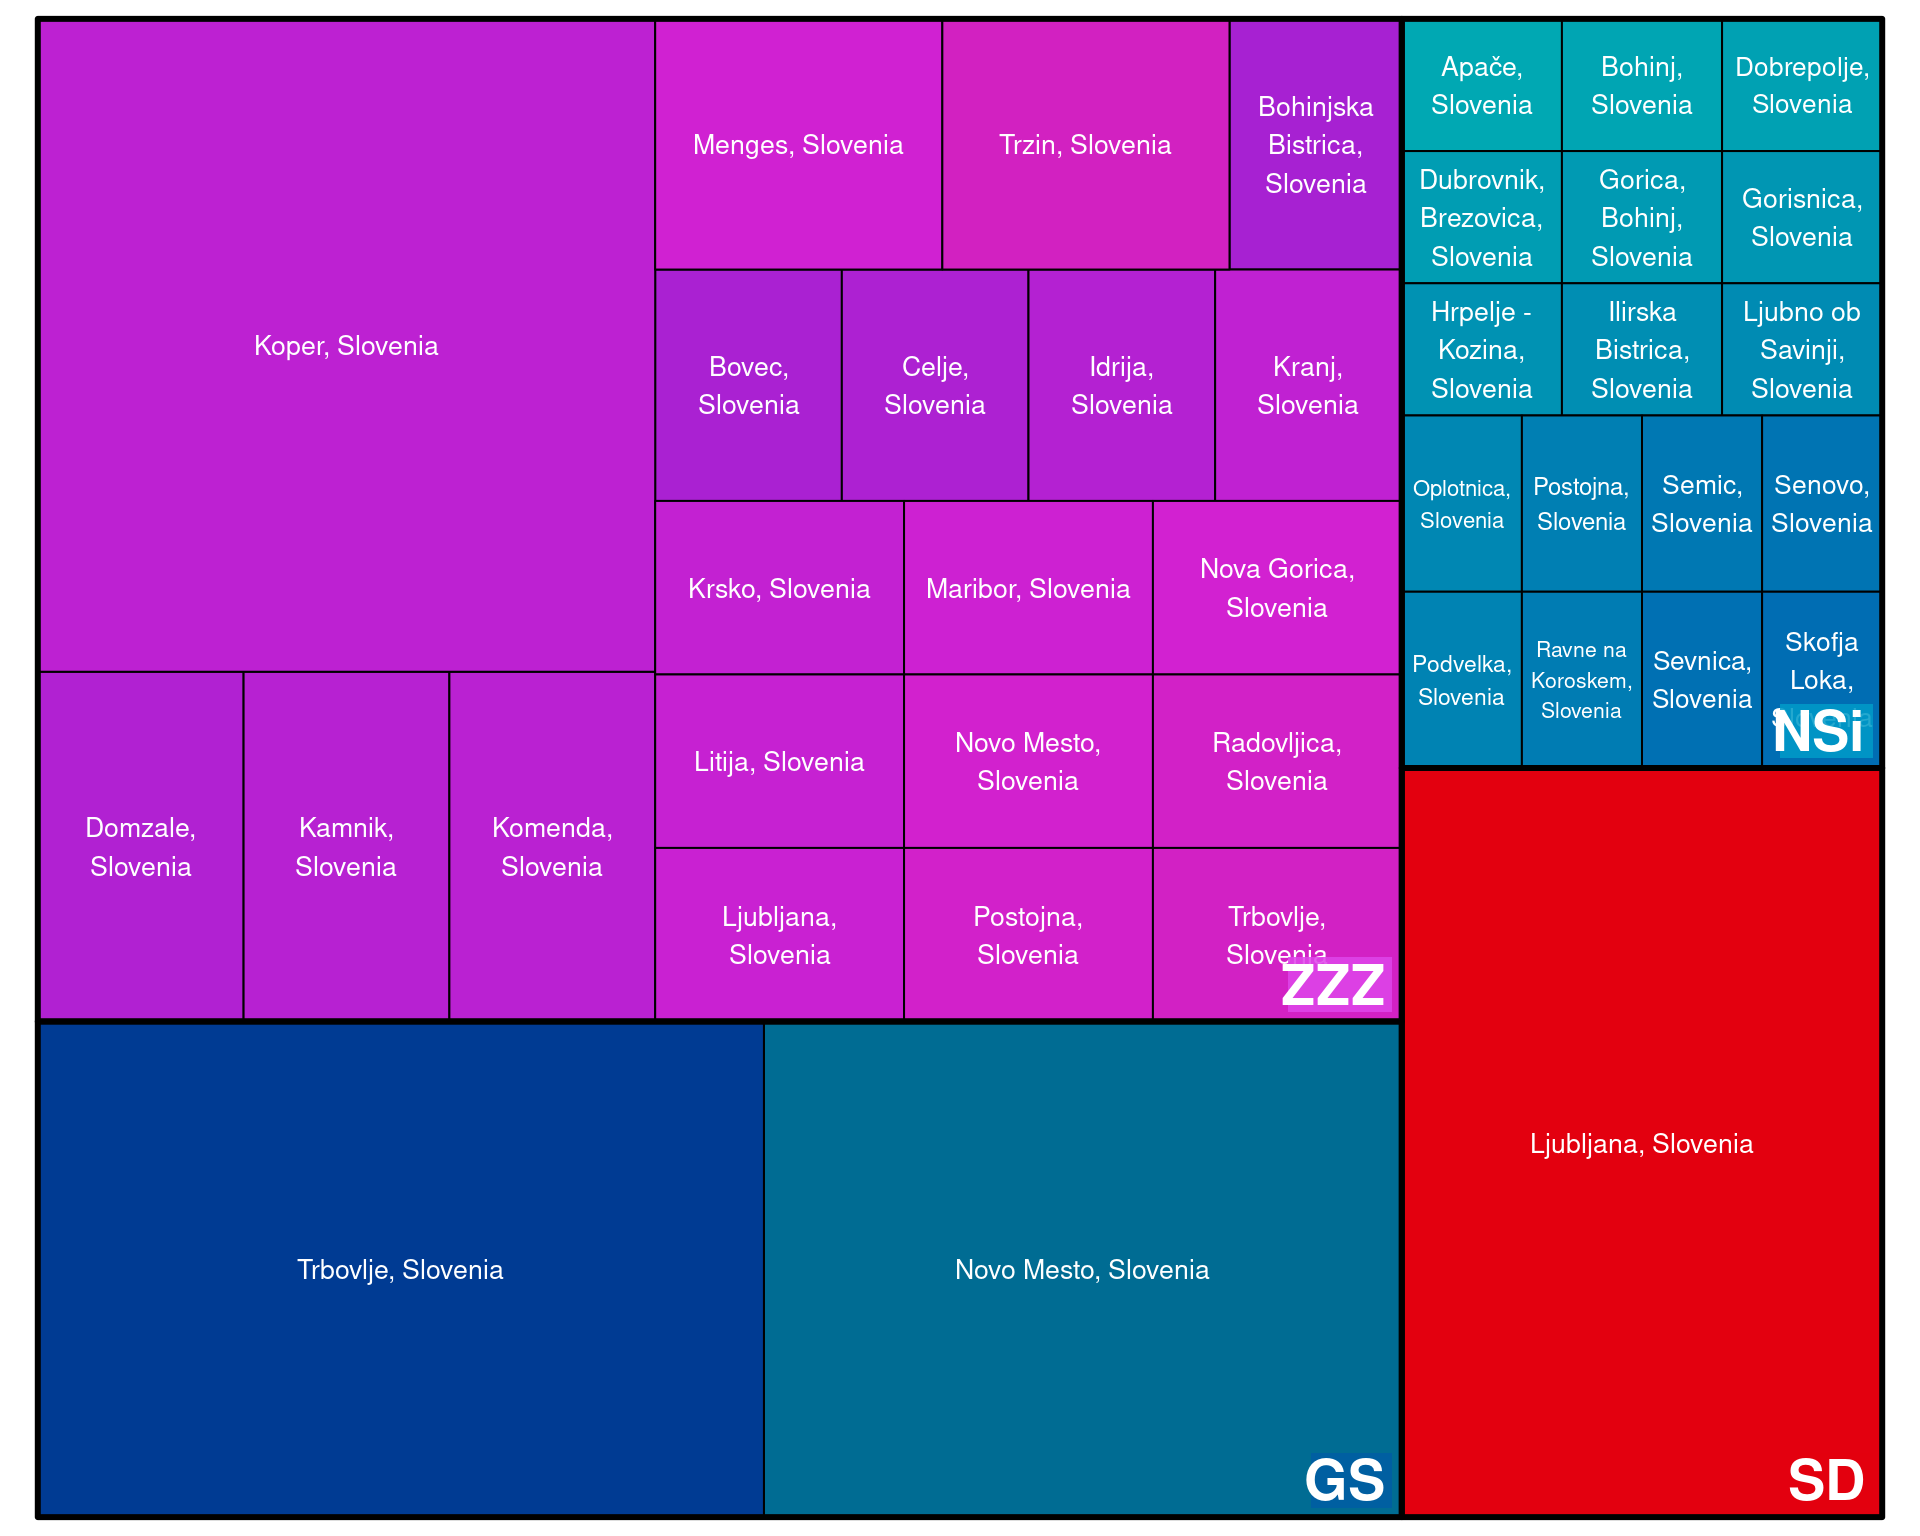 Koper, Slovenia
Menges, Slovenia
Trzin, Slovenia
Bohinjska
Bistrica,
Slovenia
Bovec,
Slovenia
Celje,
Slovenia
Idrija,
Slovenia
Kranj,
Slovenia
Krsko, Slovenia
Maribor, Slovenia
Nova Gorica,
Slovenia
Litija, Slovenia
Novo Mesto,
Slovenia
Radovljica,
Slovenia
Domzale,
Slovenia
Kamnik,
Slovenia
Komenda,
Slovenia
Ljubljana,
Slovenia
Postojna,
Slovenia
Trbovlje,
Slovenia
ZZZ
Trbovlje, Slovenia
Novo Mesto, Slovenia
GS
Apače,
Slovenia
Bohinj,
Slovenia
Dobrepolje,
Slovenia
Dubrovnik,
Brezovica,
Slovenia
Gorica,
Bohinj,
Slovenia
Gorisnica,
Slovenia
Hrpelje -
Kozina,
Slovenia
Ilirska
Bistrica,
Slovenia
Ljubno ob
Savinji,
Slovenia
Oplotnica,
Slovenia
Postojna,
Slovenia
Semic,
Slovenia
Senovo,
Slovenia
Podvelka,
Slovenia
Ravne na
Koroskem,
Slovenia
Sevnica,
Slovenia
Skofja
Loka,
NSi
Ljubljana, Slovenia
SD